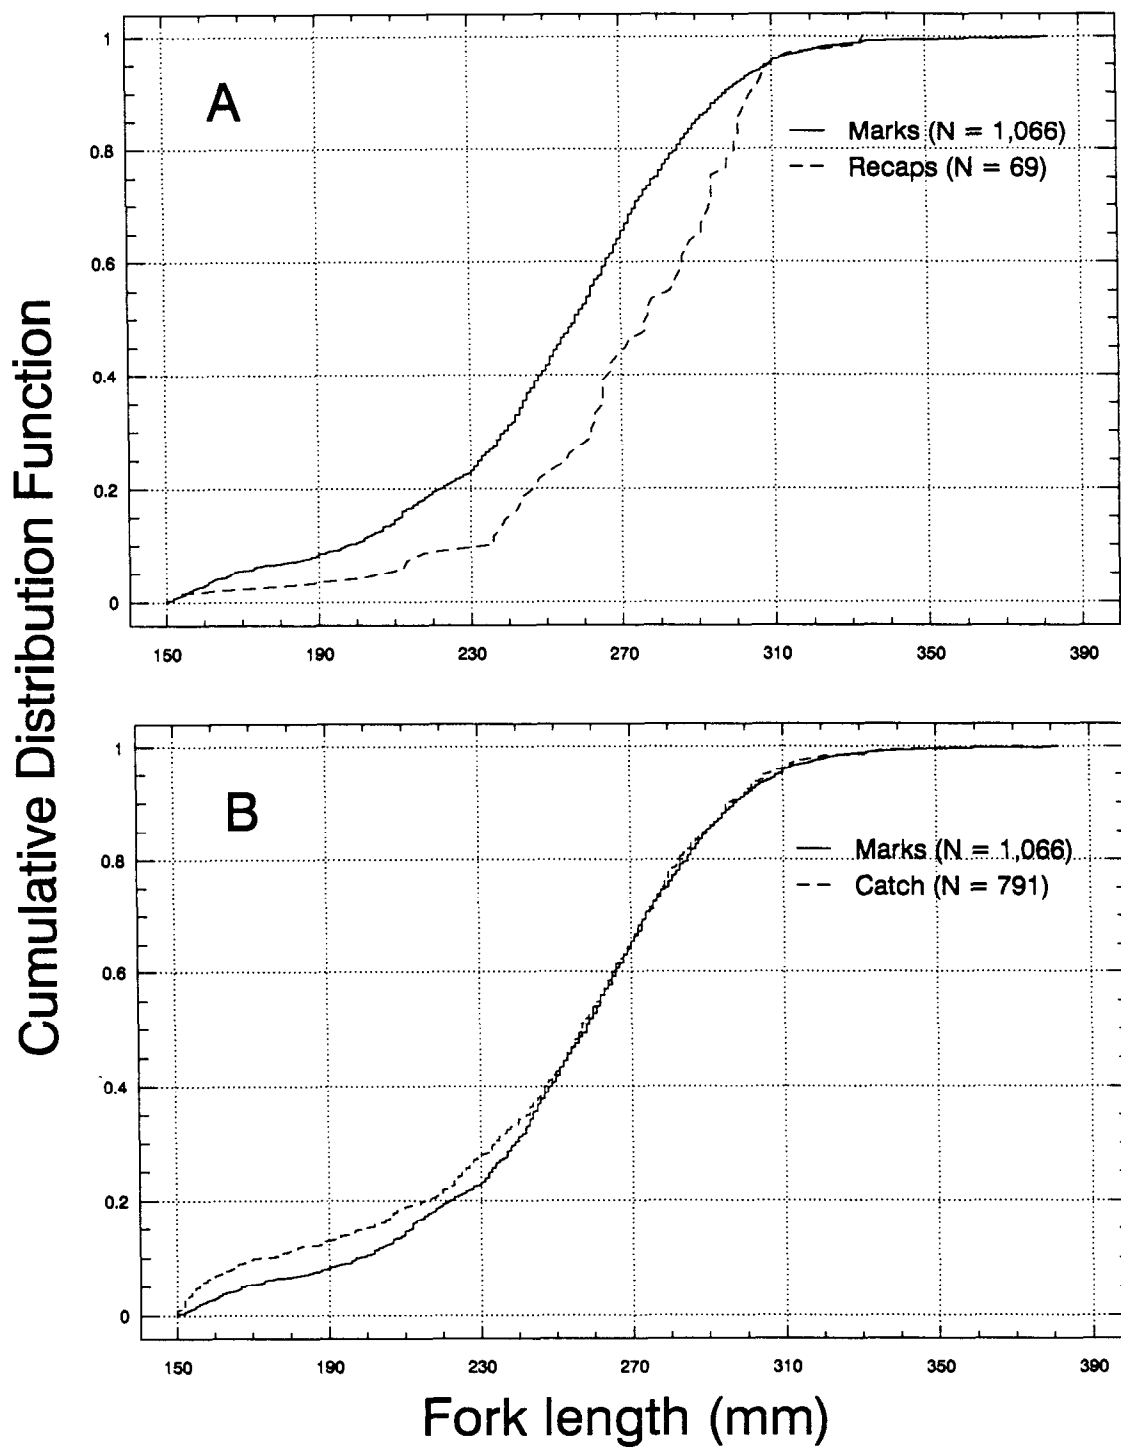 Cumulative Distribution Function
A
1
0.8
0.6
0.4
0.2
0
Marks (N = 1,066)
Recaps (N = 69)
150 190 230 270 310 350 390
B
1
0.8
0.6
0.4
0.2
0
Marks (N = 1,066)
Catch (N = 791)
150 190 230 270 310 350 390
Fork length (mm)